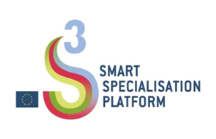 3
SMART
SPECIALISATION
PLATFORM